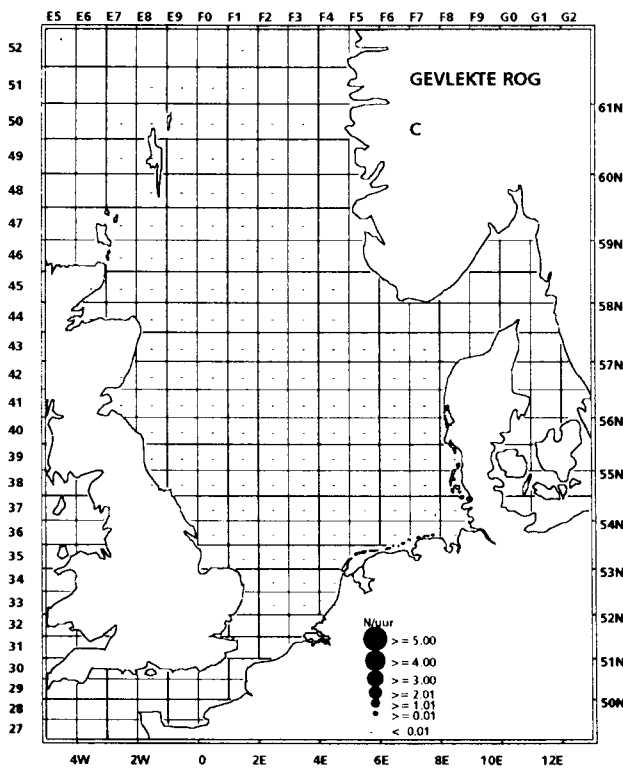 E5 E6 E7 E8 E9 F0 F1 F2 F3 F4 F5 F6 F7 F8 F9 G0 G1 G2
52
51
50
49
48
47
46
45
44
43
42
41
40
39
38
37
36
35
34
33
32
31
30
29
28
27
GEVLEKTE ROG
C
61N
60N
59N
58N
57N
56N
55N
54N
53N
52N
51N
50N
N/uur
>= 5.00
>= 4.00
>= 3.00
>= 2.01
>= 1.01
>= 0.01
< 0.01
4W 2W 0 2E 4E 6E 8E 10E 12E